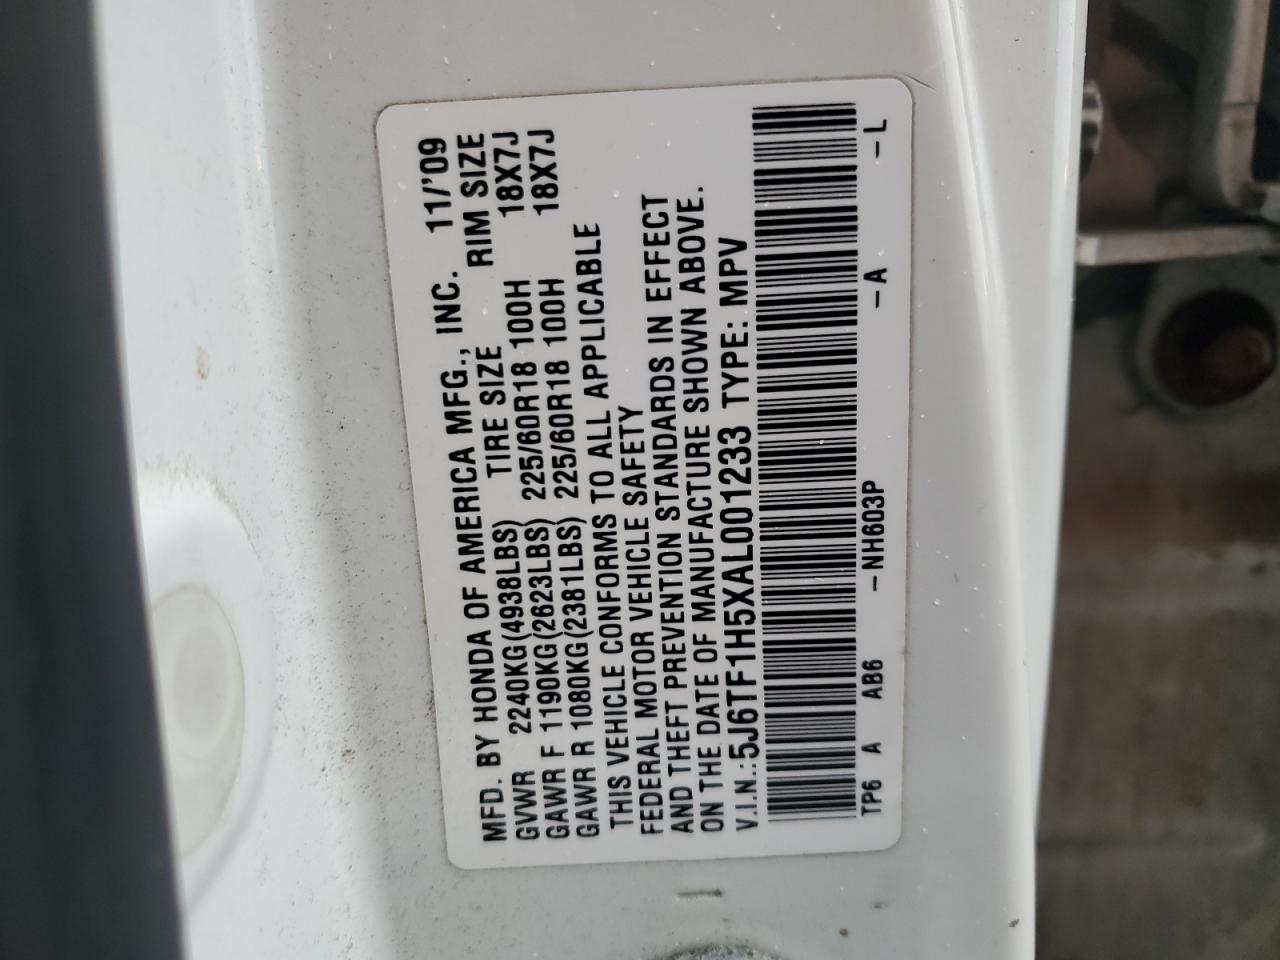 MFD. BY HONDA OF AMERICA MFG., INC. 11/'09
GVWR 2240KG(4938LBS) TIRE SIZE RIM SIZE
GAWR F 1190KG(2623LBS) 225/60R18 100H 18X7J
GAWR R 1080KG(2381LBS) 225/60R18 100H 18X7J
THIS VEHICLE CONFORMS TO ALL APPLICABLE
FEDERAL MOTOR VEHICLE SAFETY
AND THEFT PREVENTION STANDARDS IN EFFECT
ON THE DATE OF MANUFACTURE SHOWN ABOVE.
V.I.N.:5J6TF1H5XAL001233 TYPE: MPV
TP6 A AB6 –NH603P –A –L